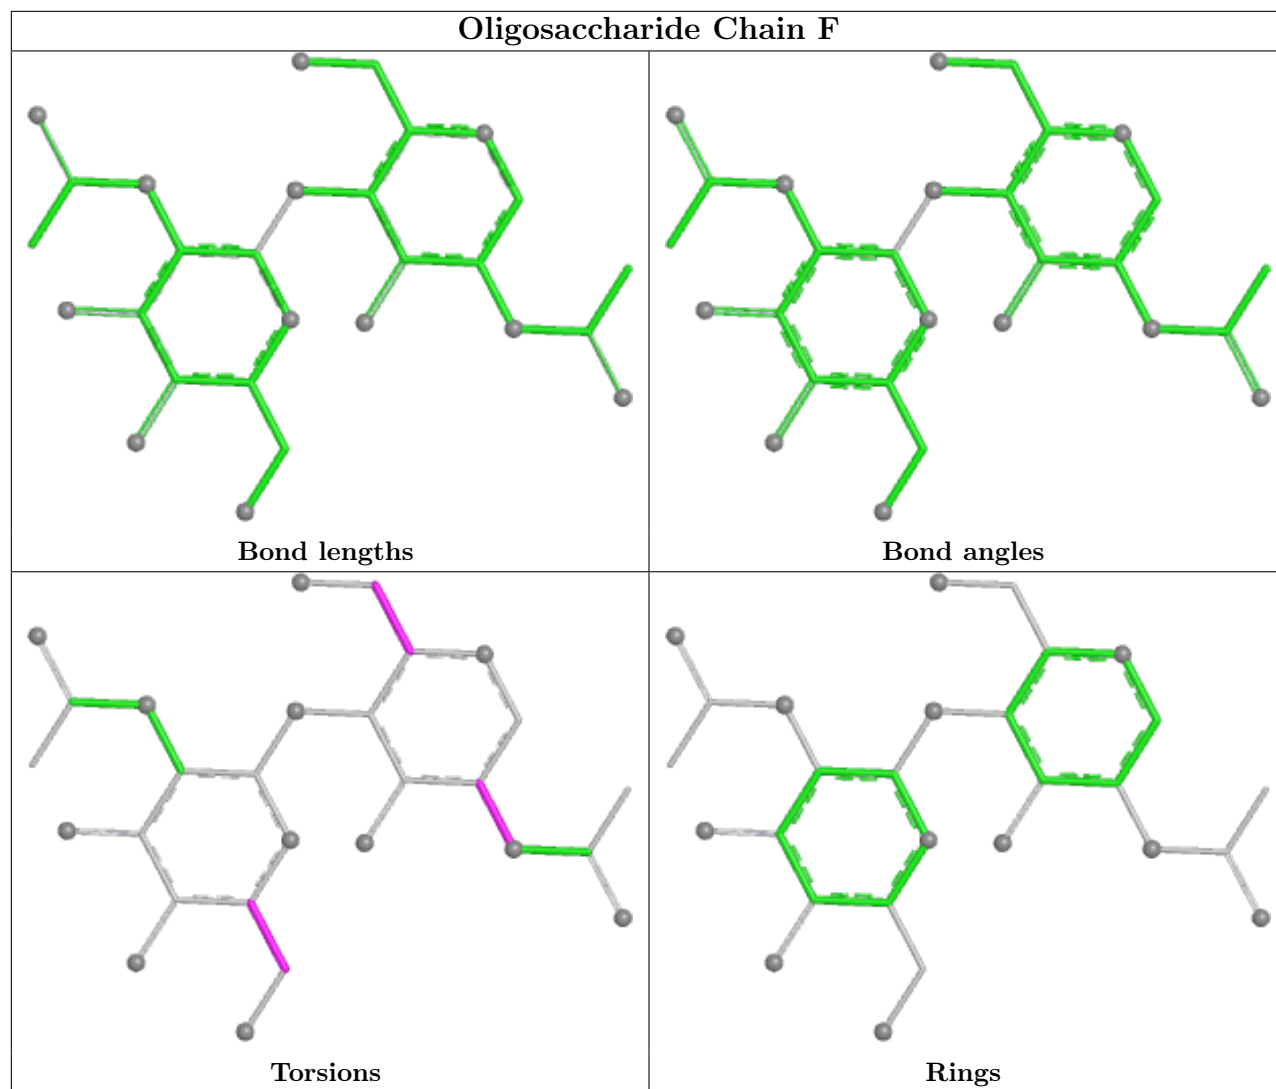 Oligosaccharide Chain F
Bond lengths
Bond angles
Torsions
Rings